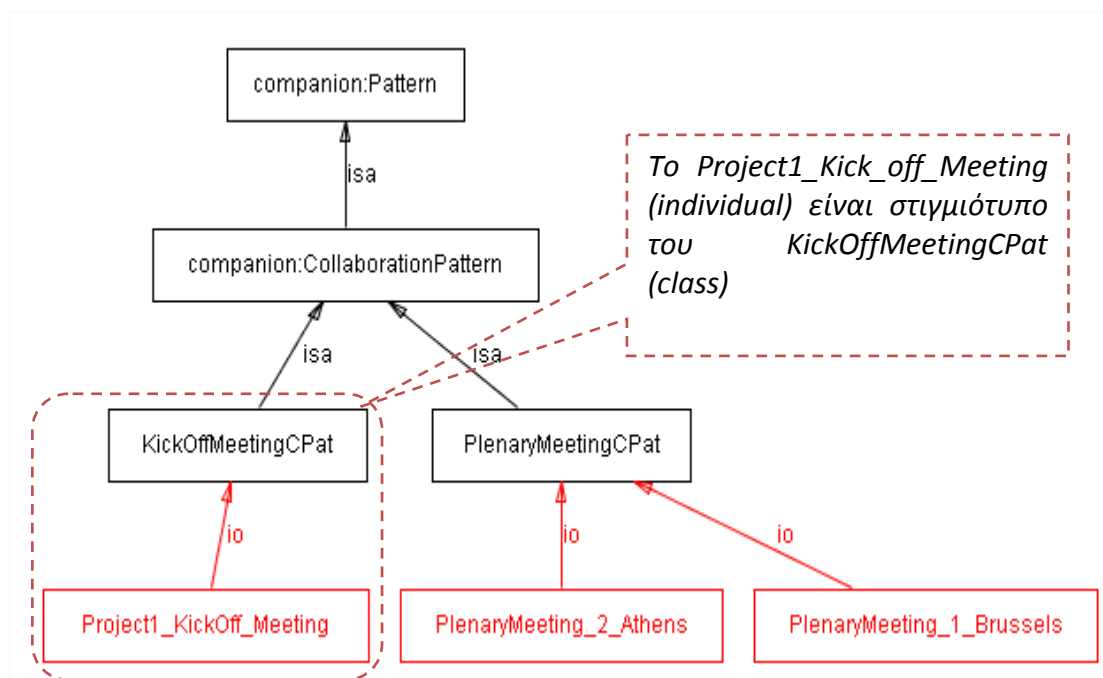 companion:Pattern
isa
Το Project1_Kick_off_Meeting
(individual) είναι στιγμιότυπο
του KickOffMeetingCPat
(class)
companion:CollaborationPattern
isa
isa
KickOffMeetingCPat
PlenaryMeetingCPat
io
io
io
Project1_KickOff_Meeting
PlenaryMeeting_2_Athens
PlenaryMeeting_1_Brussels